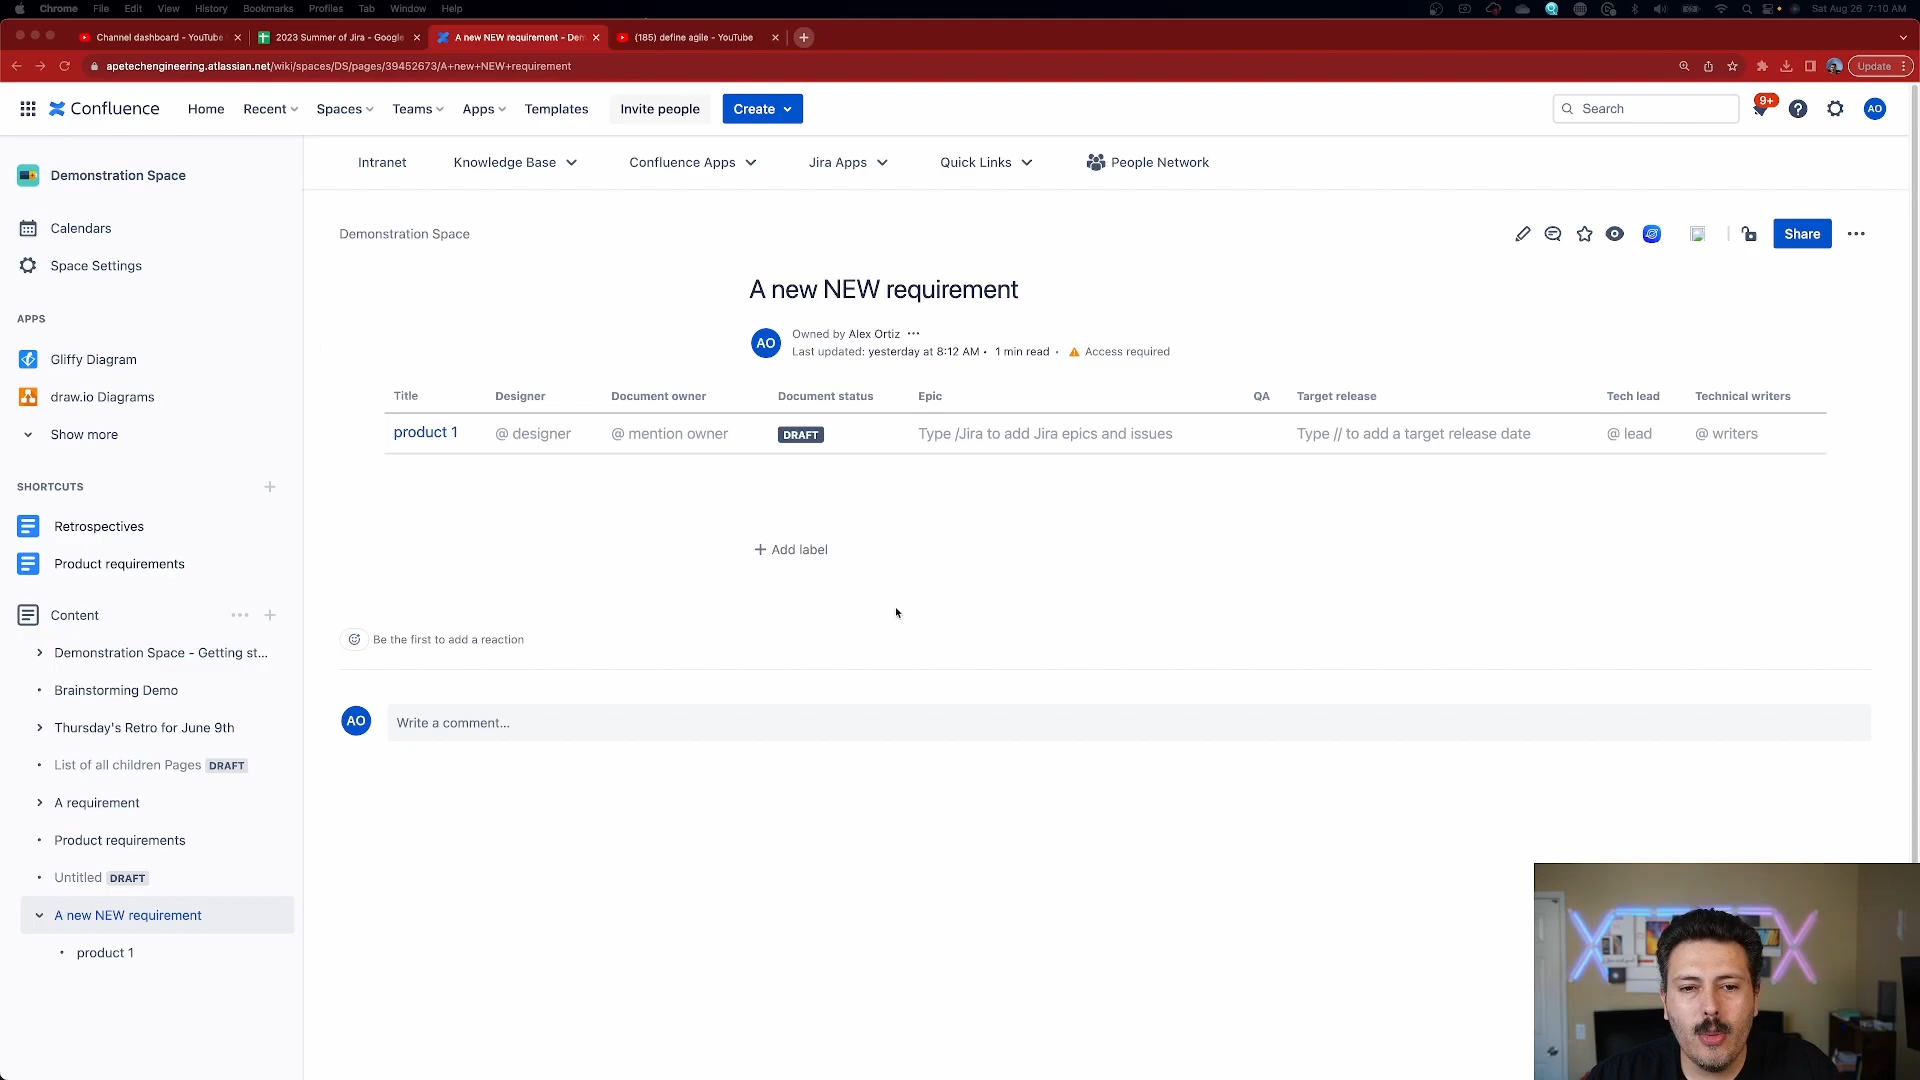 Chrome File Edit View History Bookmarks Profiles Tab Window Help Sat Aug 26 7:10 AM
Channel dashboard - YouTube 2023 Summer of Jira - Google A new NEW requirement - Dem (185) define agile - YouTube
apetechengineering.atlassian.net/wiki/spaces/DS/pages/39452673/A+new+NEW+requirement Update
Confluence Home Recent Spaces Teams Apps Templates Invite people Create Search 9+ AO
Intranet Knowledge Base Confluence Apps Jira Apps Quick Links People Network
Demonstration Space
Calendars
Space Settings
APPS
Gliffy Diagram
draw.io Diagrams
Show more
SHORTCUTS
Retrospectives
Product requirements
Content
Demonstration Space - Getting st...
Brainstorming Demo
Thursday's Retro for June 9th
List of all children Pages DRAFT
A requirement
Product requirements
Untitled DRAFT
A new NEW requirement
product 1
Demonstration Space Share
A new NEW requirement
AO Owned by Alex Ortiz
Last updated: yesterday at 8:12 AM • 1 min read • Access required
Title Designer Document owner Document status Epic QA Target release Tech lead Technical writers
product 1 @ designer @ mention owner DRAFT Type /Jira to add Jira epics and issues Type // to add a target release date @ lead @ writers
+ Add label
Be the first to add a reaction
AO Write a comment...